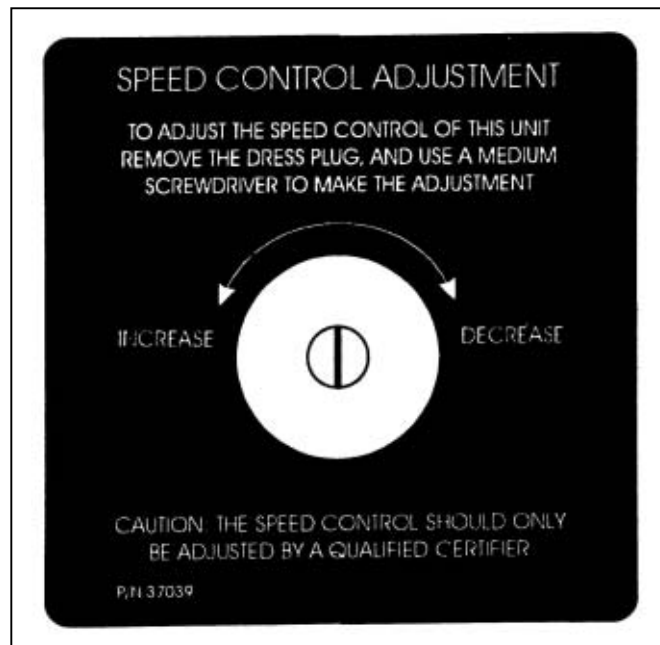 SPEED CONTROL ADJUSTMENT
TO ADJUST THE SPEED CONTROL OF THIS UNIT
REMOVE THE DRESS PLUG, AND USE A MEDIUM
SCREWDRIVER TO MAKE THE ADJUSTMENT
INCREASE
DECREASE
CAUTION: THE SPEED CONTROL SHOULD ONLY
BE ADJUSTED BY A QUALIFIED CERTIFIER
P/N 37039